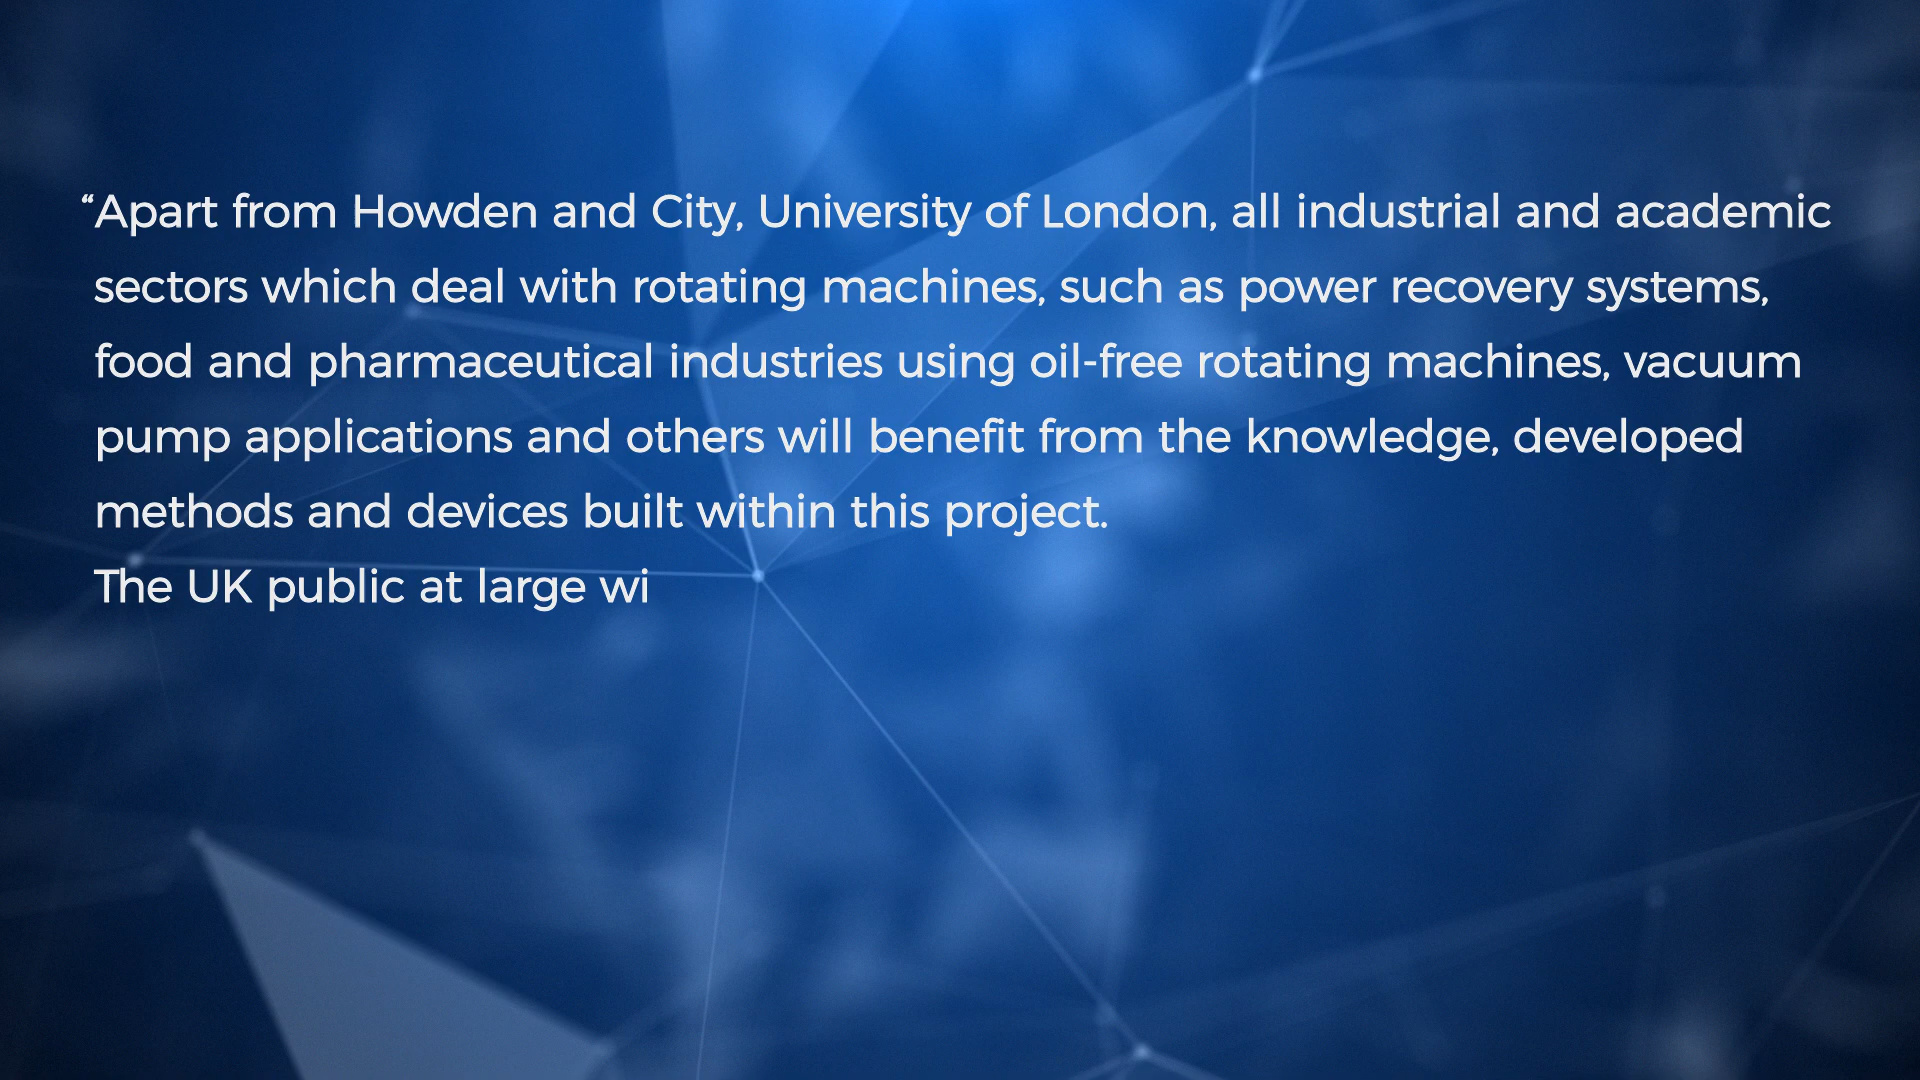 “Apart from Howden and City, University of London, all industrial and academic
sectors which deal with rotating machines, such as power recovery systems,
food and pharmaceutical industries using oil-free rotating machines, vacuum
pump applications and others will benefit from the knowledge, developed
methods and devices built within this project.
The UK public at large wi